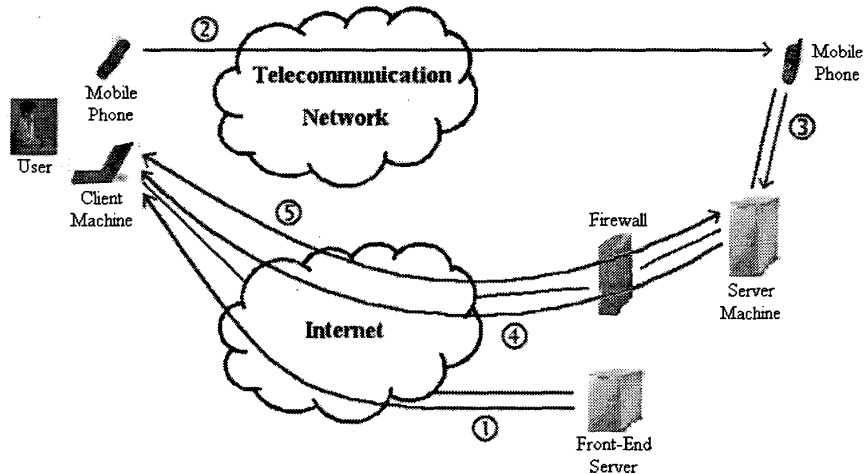 ②
Telecommunication
Network
Mobile
Phone
Mobile
Phone
③
User
Client
Machine
⑤
Firewall
Server
Machine
Internet
④
①
Front-End
Server